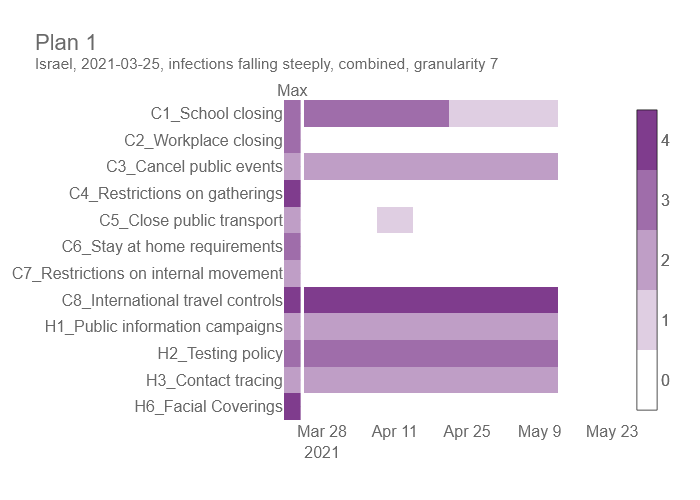 Plan 1
Israel, 2021-03-25, infections falling steeply, combined, granularity 7
Max
C1_School closing
C2_Workplace closing
C3_Cancel public events
C4_Restrictions on gatherings
C5_Close public transport
C6_Stay at home requirements
C7_Restrictions on internal movement
C8_International travel controls
H1_Public information campaigns
H2_Testing policy
H3_Contact tracing
H6_Facial Coverings
Mar 28 Apr 11 Apr 25 May 9 May 23
2021
4
3
2
1
0